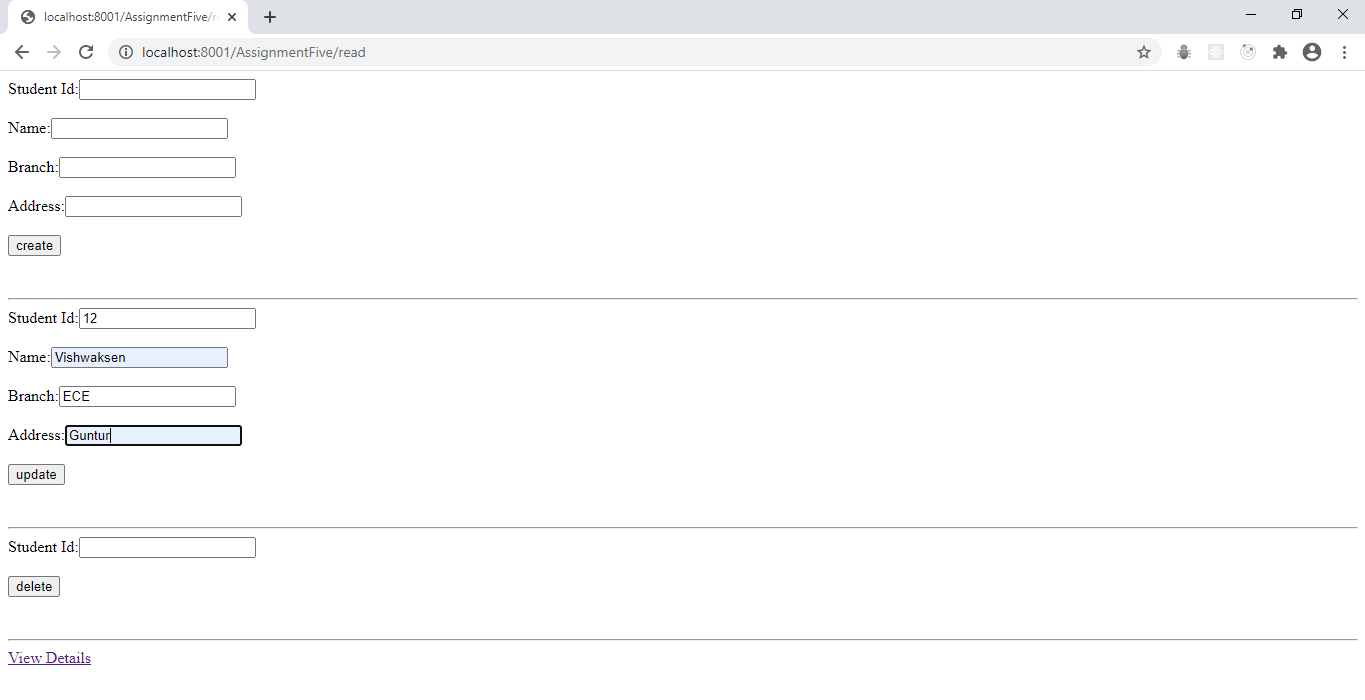 localhost:8001/AssignmentFive/r
localhost:8001/AssignmentFive/read
Student Id:
Name:
Branch:
Address:
create
Student Id: 12
Name: Vishwaksen
Branch: ECE
Address: Guntur
update
Student Id:
delete
View Details